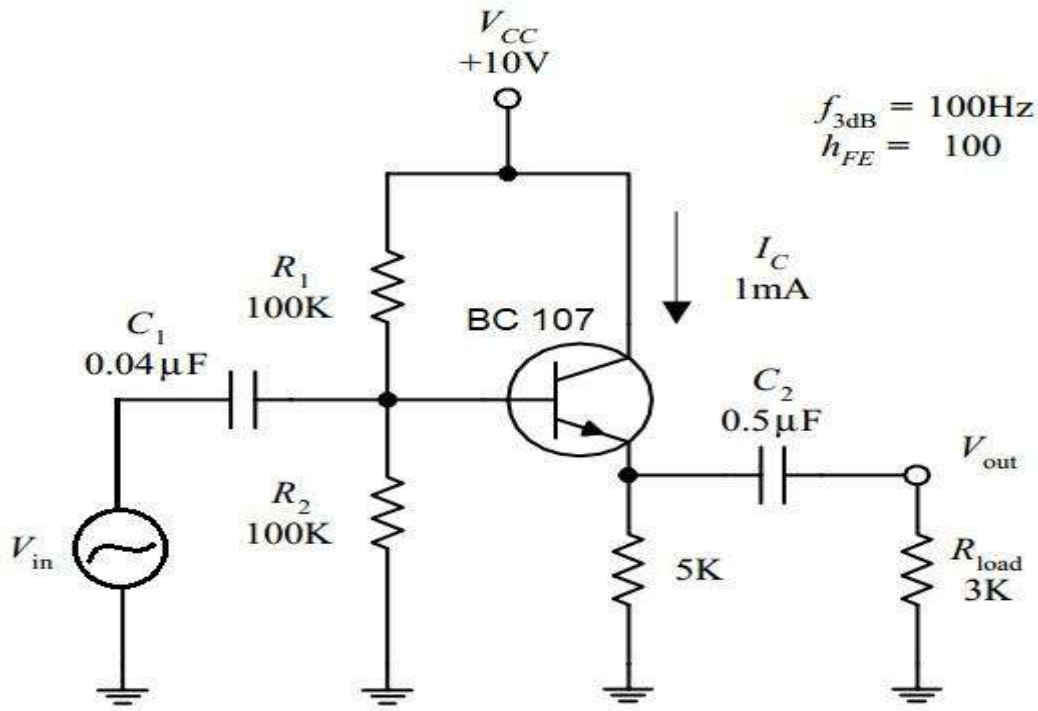 V_CC
+10V
f_3dB = 100Hz
h_FE = 100
R_1
100K
I_C
1mA
BC 107
C_1
0.04µF
C_2
0.5µF
V_out
R_2
100K
V_in
5K
R_load
3K